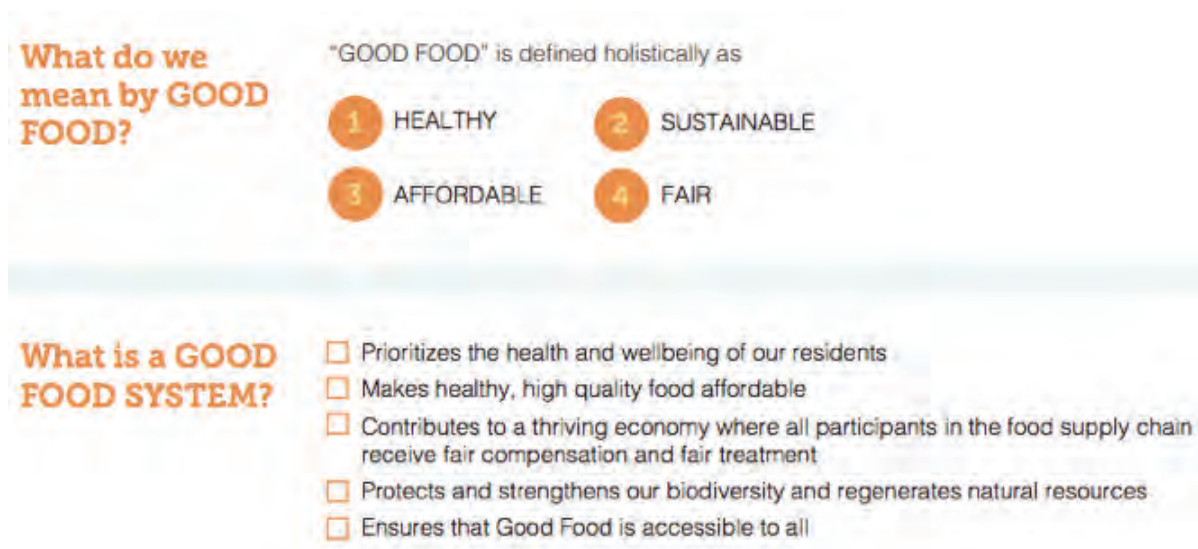 What do we
mean by GOOD
FOOD?
"GOOD FOOD" is defined holistically as
1 HEALTHY
2 SUSTAINABLE
3 AFFORDABLE
4 FAIR
What is a GOOD
FOOD SYSTEM?
Prioritizes the health and wellbeing of our residents
Makes healthy, high quality food affordable
Contributes to a thriving economy where all participants in the food supply chain
receive fair compensation and fair treatment
Protects and strengthens our biodiversity and regenerates natural resources
Ensures that Good Food is accessible to all